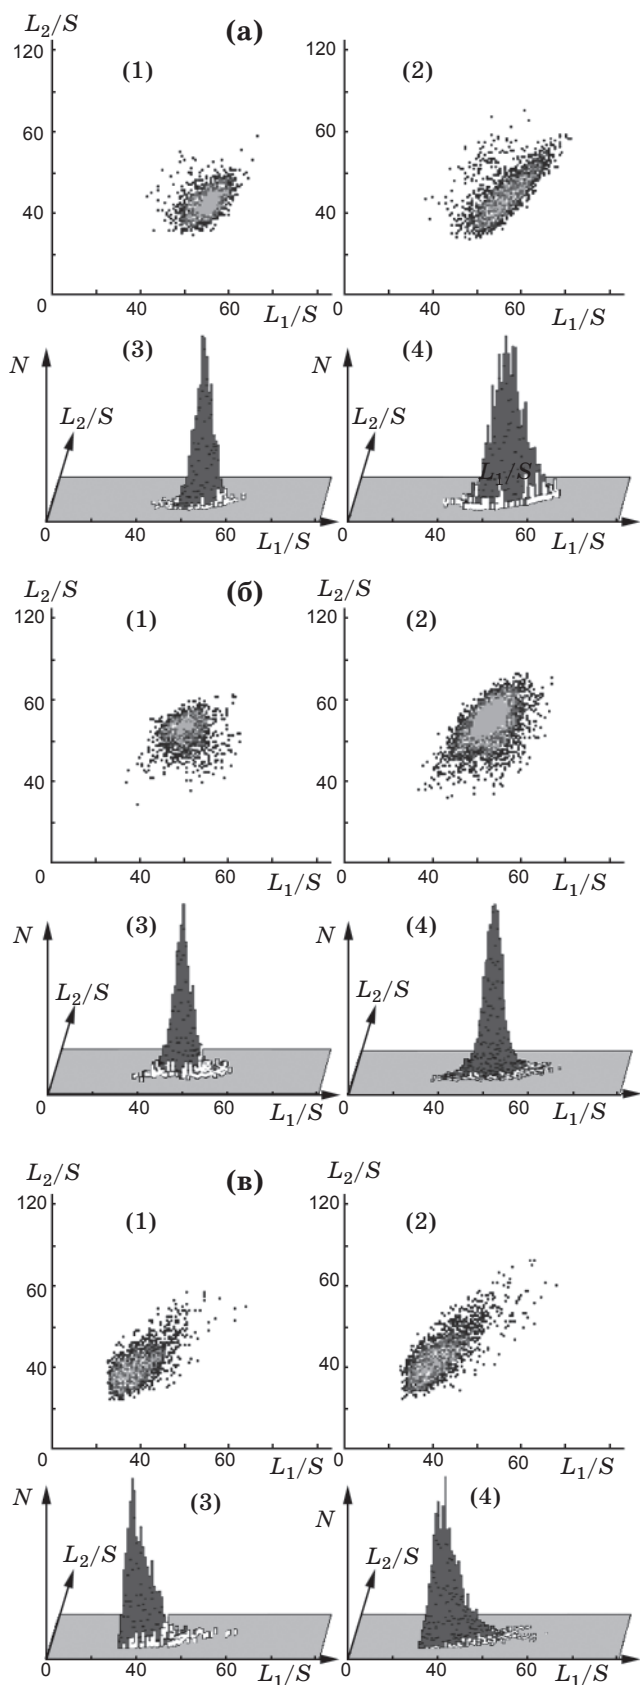 L₂/S (а)
120 (1) (2)
60 60
40 40
0 40 60 0 40 60
L₁/S L₁/S
(3) (4)
N N
L₂/S L₂/S
L₁/S
0 40 60 0 40 60
L₁/S L₁/S
L₂/S (б) L₂/S
120 (1) 120 (2)
60 60
40 40
0 40 60 0 40 60
L₁/S L₁/S
(3) (4)
N N
L₂/S L₂/S
0 40 60 0 40 60
L₁/S L₁/S
L₂/S (в) L₂/S
120 (1) 120 (2)
60 60
40 40
0 40 60 0 40 60
L₁/S L₁/S
(3) (4)
N N
L₂/S L₂/S
0 40 60 0 40 60
L₁/S L₁/S